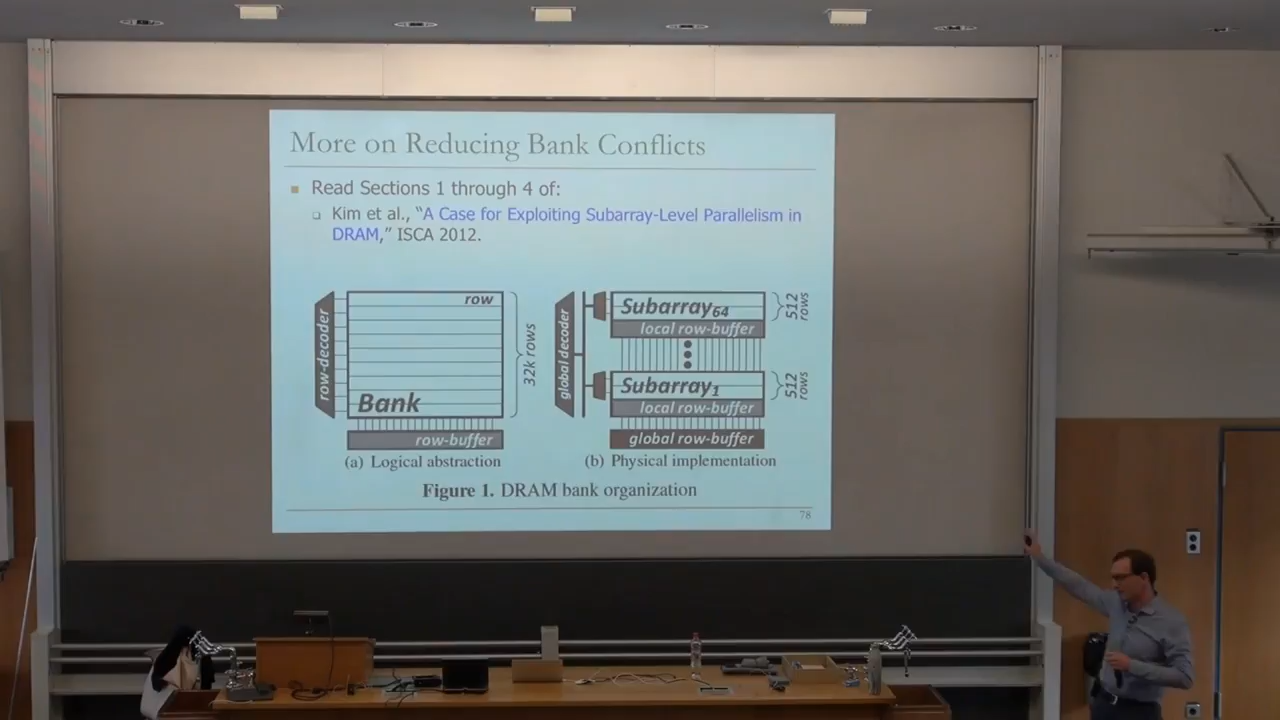 More on Reducing Bank Conflicts
Read Sections 1 through 4 of:
Kim et al., “A Case for Exploiting Subarray-Level Parallelism in
DRAM,” ISCA 2012.
row-decoder
row
Bank
row-buffer
32k rows
(a) Logical abstraction
global decoder
Subarray64
local row-buffer
512
rows
Subarray1
local row-buffer
512
rows
global row-buffer
(b) Physical implementation
Figure 1. DRAM bank organization
78